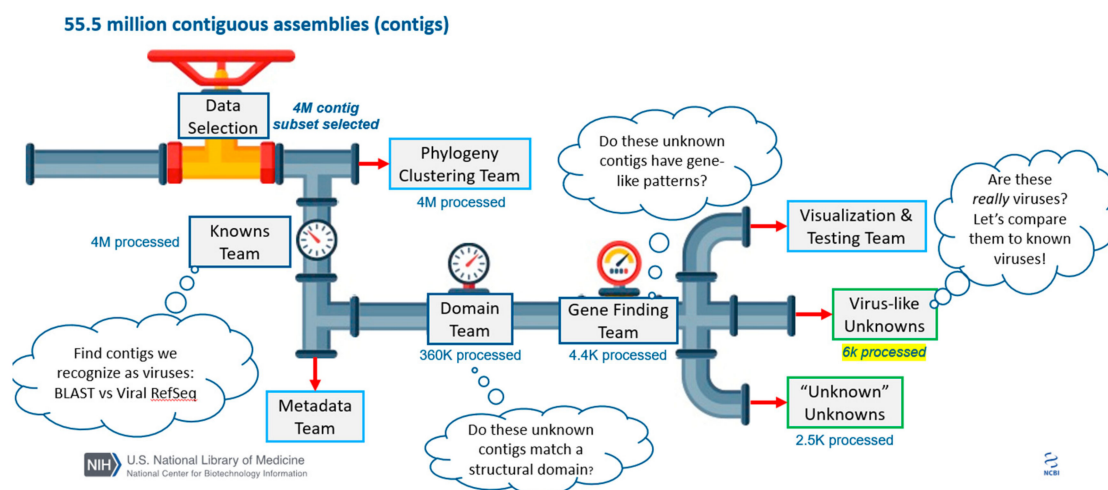 55.5 million contiguous assemblies (contigs)
Data
Selection
4M contig
subset selected
Phylogeny
Clustering Team
4M processed
Do these unknown
contigs have gene-
like patterns?
Are these
really viruses?
Let's compare
them to known
viruses!
Visualization &
Testing Team
4M processed
Knowns
Team
Domain
Team
360K processed
Gene Finding
Team
4.4K processed
Virus-like
Unknowns
6k processed
Find contigs we
recognize as viruses:
BLAST vs Viral RefSeq
Metadata
Team
Do these unknown
contigs match a
structural domain?
"Unknown"
Unknowns
2.5K processed
NIH
U.S. National Library of Medicine
National Center for Biotechnology Information
NCBI